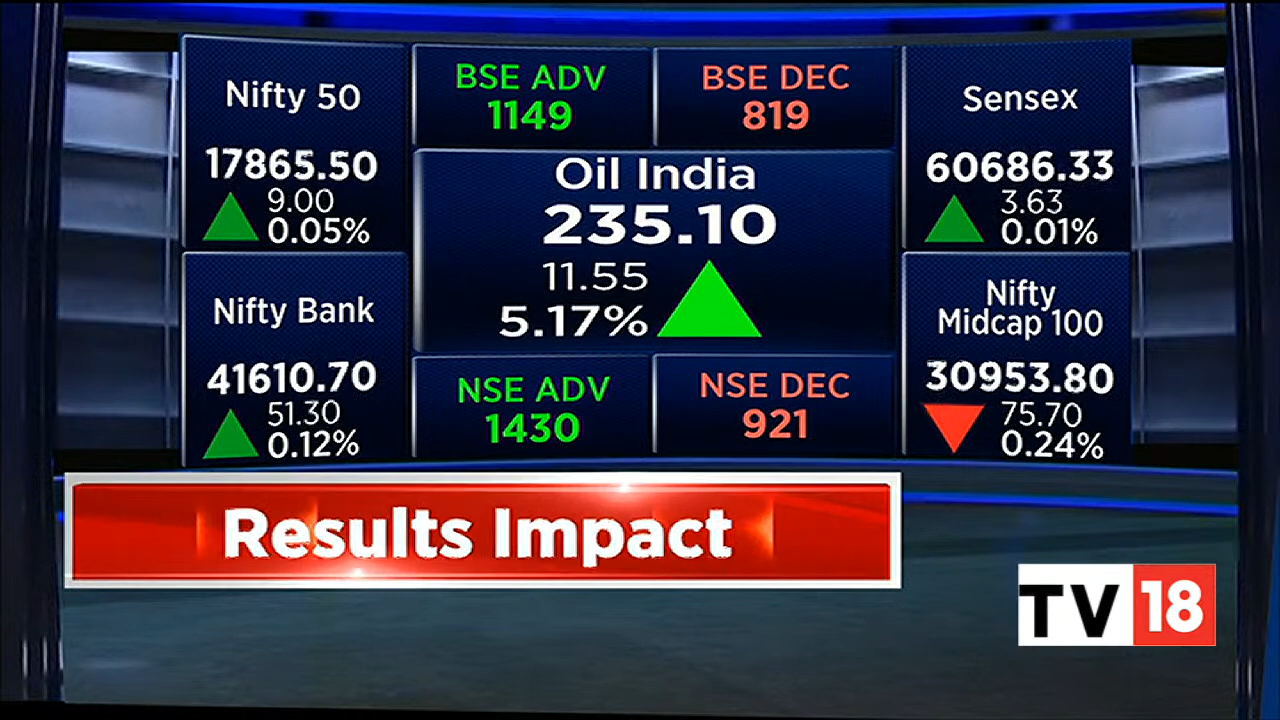 Nifty 50
17865.50
9.00
0.05%
BSE ADV
1149
BSE DEC
819
Sensex
60686.33
3.63
0.01%
Oil India
235.10
11.55
5.17%
Nifty Bank
41610.70
51.30
0.12%
NSE ADV
1430
NSE DEC
921
Nifty
Midcap 100
30953.80
75.70
0.24%
Results Impact
TV18